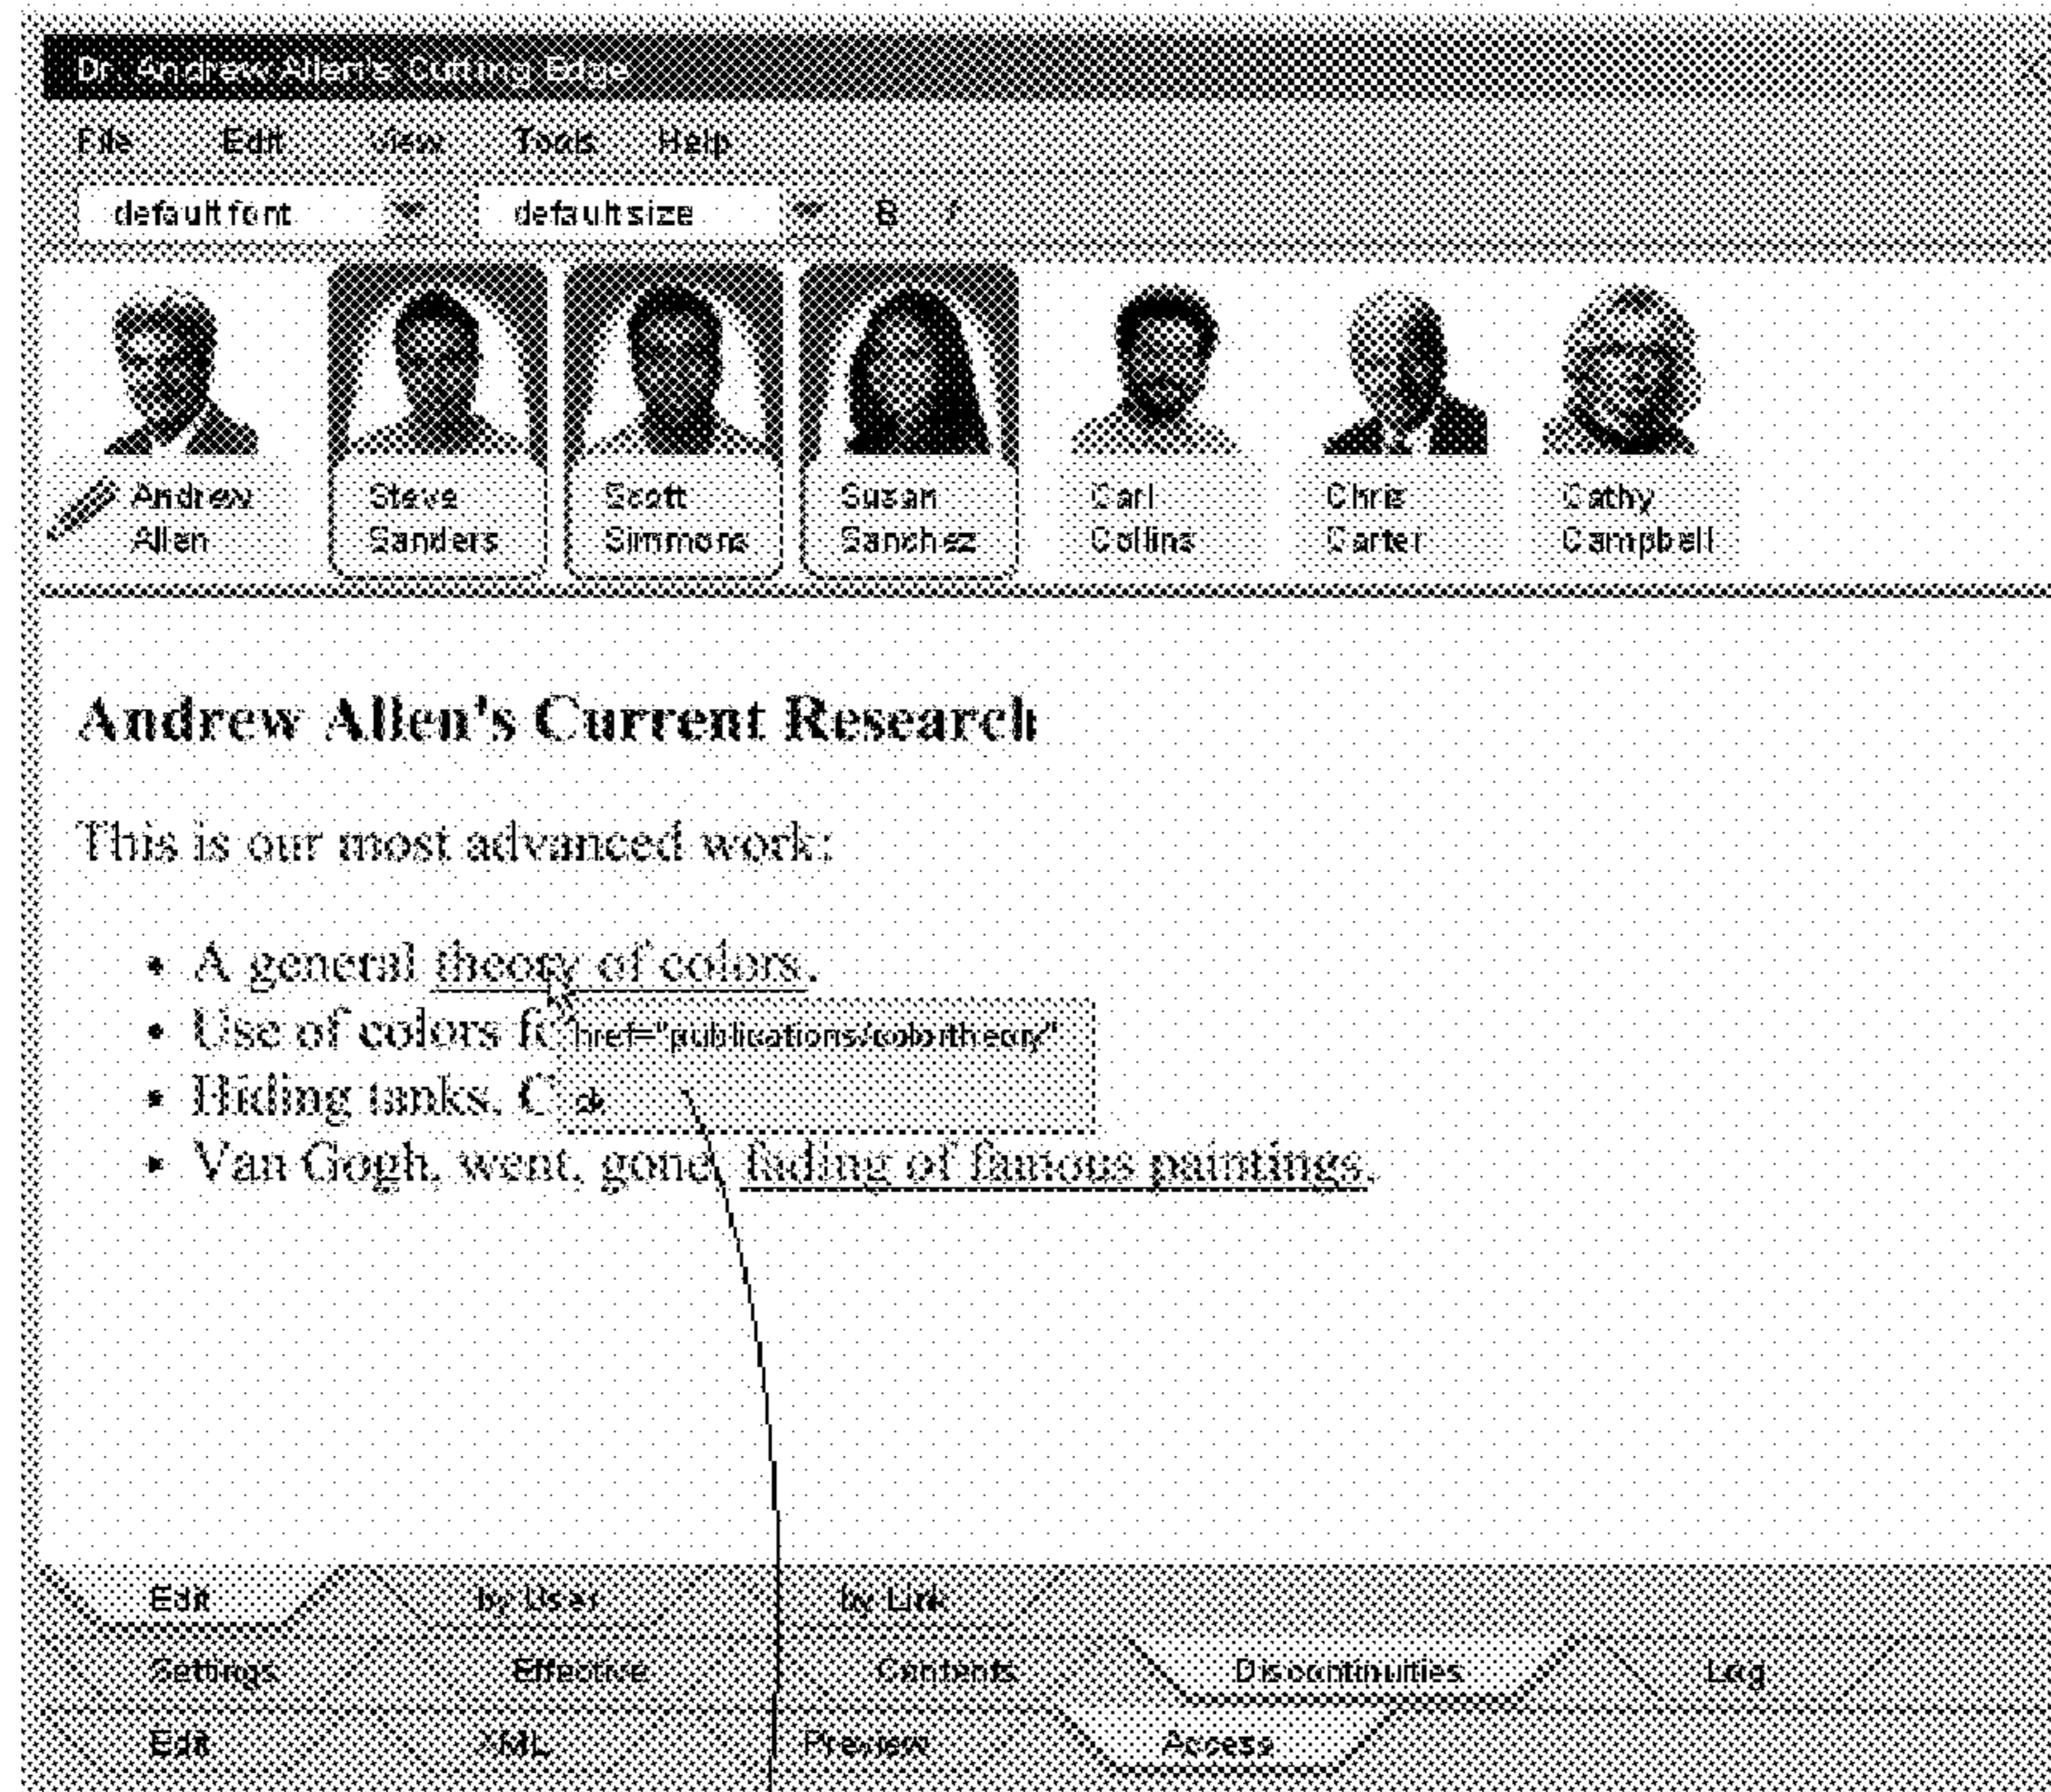 Dr. Andrew Allen's Cutting Edge
File Edit View Tools Help
default font default size B I
Andrew Allen
Steve Sanders
Scott Simmons
Susan Sanchez
Carl Collins
Chris Carter
Cathy Campbell
Andrew Allen's Current Research
This is our most advanced work:
• A general theory of colors.
• Use of colors fo
href="publications/colortheory"
• Hiding tanks, C
ok
• Van Gogh, went, gone, fading of famous paintings.
Edit by User by Link
Settings Effective Contents Discontinuities Log
Edit XML Preview Access